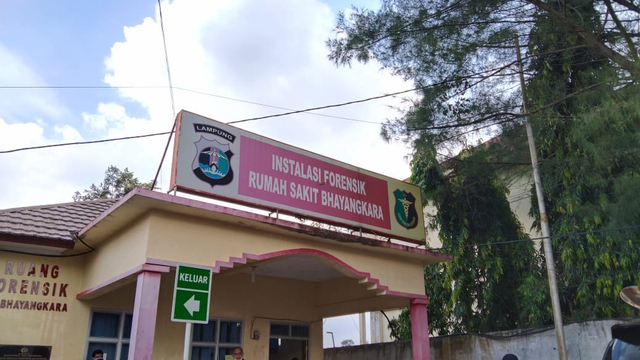 LAMPUNG
INSTALASI FORENSIK
RUMAH SAKIT BHAYANGKARA
KELUAR
RUANG
FORENSIK
BHAYANGKARA